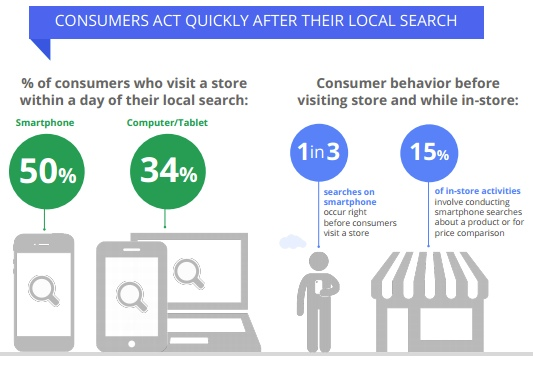 CONSUMERS ACT QUICKLY AFTER THEIR LOCAL SEARCH
% of consumers who visit a store
within a day of their local search:
Smartphone
50%
Computer/Tablet
34%
Consumer behavior before
visiting store and while in-store:
1in3
searches on
smartphone
occur right
before consumers
visit a store
15%
of in-store activities
involve conducting
smartphone searches
about a product or for
price comparison